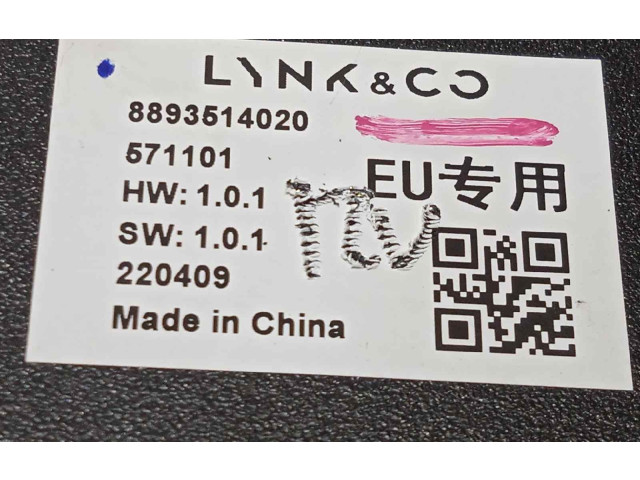 LYNK & CO
8893514020
571101
EU专用
HW: 1.0.1
SW: 1.0.1
220409
Made in China